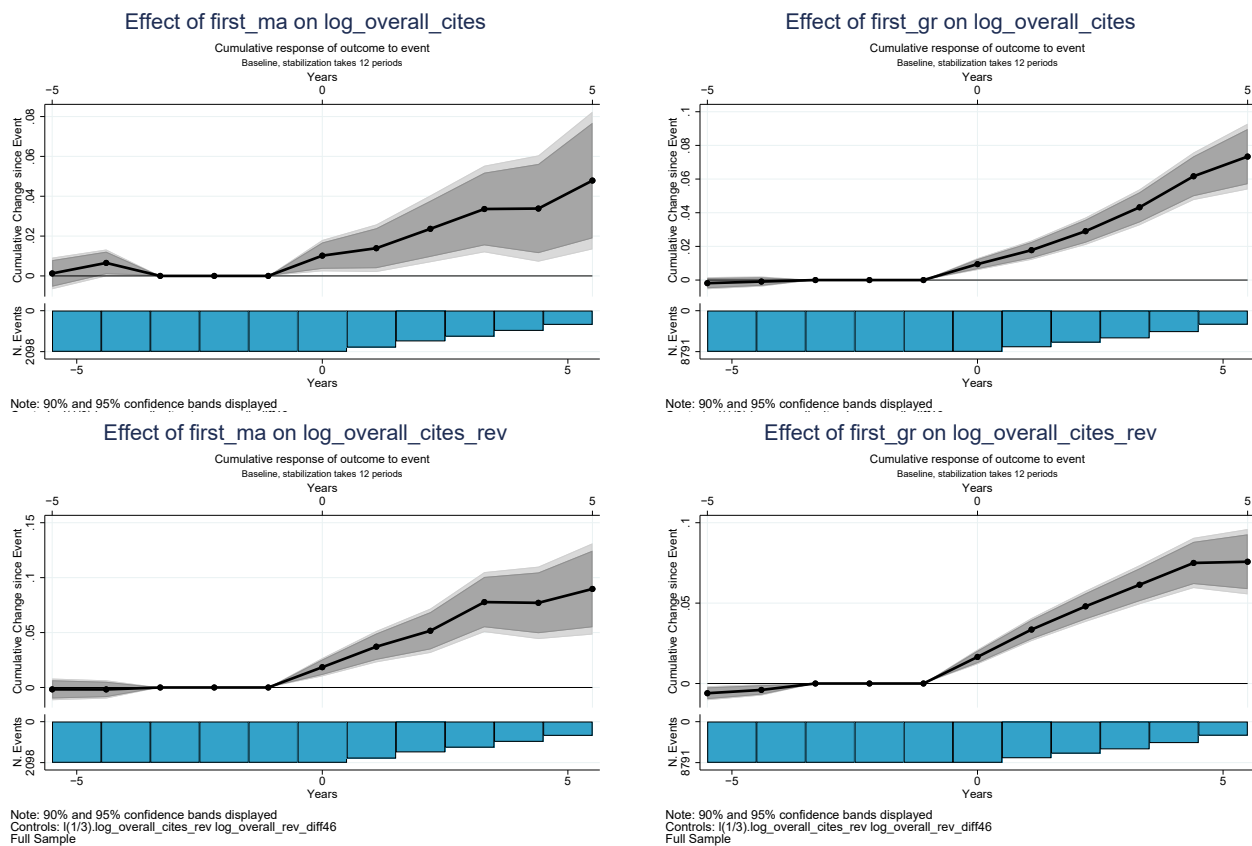 Effect of first_ma on log_overall_cites
Cumulative response of outcome to event
Baseline, stabilization takes 12 periods
Years
−5 0 5
Cumulative Change since Event
0 .02 .04 .06 .08
N. Events
2098 0
−5 0 5
Years
Note: 90% and 95% confidence bands displayed
Effect of first_gr on log_overall_cites
Cumulative response of outcome to event
Baseline, stabilization takes 12 periods
Years
−5 0 5
Cumulative Change since Event
0 .02 .04 .06 .08 .1
N. Events
8791 0
−5 0 5
Years
Note: 90% and 95% confidence bands displayed
Effect of first_ma on log_overall_cites_rev
Cumulative response of outcome to event
Baseline, stabilization takes 12 periods
Years
−5 0 5
Cumulative Change since Event
0 .05 .1 .15
N. Events
2098 0
−5 0 5
Years
Note: 90% and 95% confidence bands displayed
Controls: l(1/3).log_overall_cites_rev log_overall_rev_diff46
Full Sample
Effect of first_gr on log_overall_cites_rev
Cumulative response of outcome to event
Baseline, stabilization takes 12 periods
Years
−5 0 5
Cumulative Change since Event
0 .05 .1
N. Events
8791 0
−5 0 5
Years
Note: 90% and 95% confidence bands displayed
Controls: l(1/3).log_overall_cites_rev log_overall_rev_diff46
Full Sample